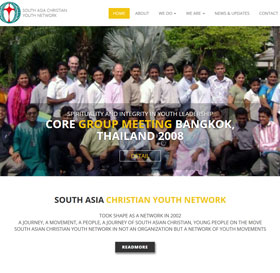 SOUTH ASIA CHRISTIAN
YOUTH NETWORK
HOME
ABOUT
WE DO
WE ARE
NEWS & UPDATES
CONTACT
SPIRITUALITY AND INTEGRITY IN YOUTH LEADERSHIP
CORE GROUP MEETING BANGKOK,
THAILAND 2008
DETAIL
SOUTH ASIA CHRISTIAN YOUTH NETWORK
TOOK SHAPE AS A NETWORK IN 2002
A JOURNEY, A MOVEMENT, A PEOPLE, A JOURNEY OF SOUTH ASIAN CHRISTIAN, YOUNG PEOPLE ON THE MOVE
SOUTH ASIAN CHRISTIAN YOUTH NETWORK IN NOT AN ORGANIZATION BUT A NETWORK OF YOUTH MOVEMENTS.
READMORE